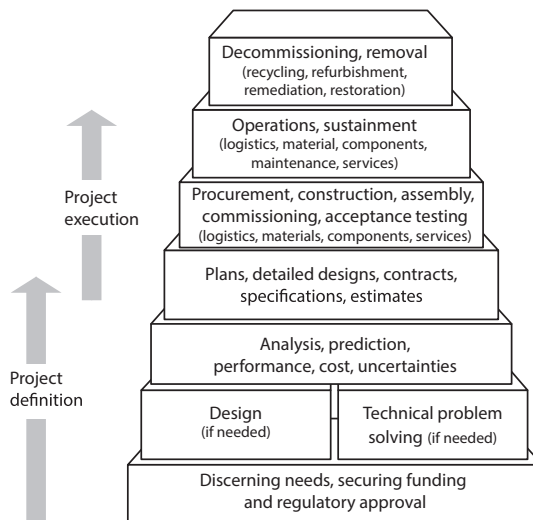 Decommissioning, removal
(recycling, refurbishment,
remediation, restoration)
Operations, sustainment
(logistics, material, components,
maintenance, services)
Project
execution
Procurement, construction, assembly,
commissioning, acceptance testing
(logistics, materials, components, services)
Plans, detailed designs, contracts,
specifications, estimates
Analysis, prediction,
performance, cost, uncertainties
Project
definition
Design
(if needed)
Technical problem
solving (if needed)
Discerning needs, securing funding
and regulatory approval